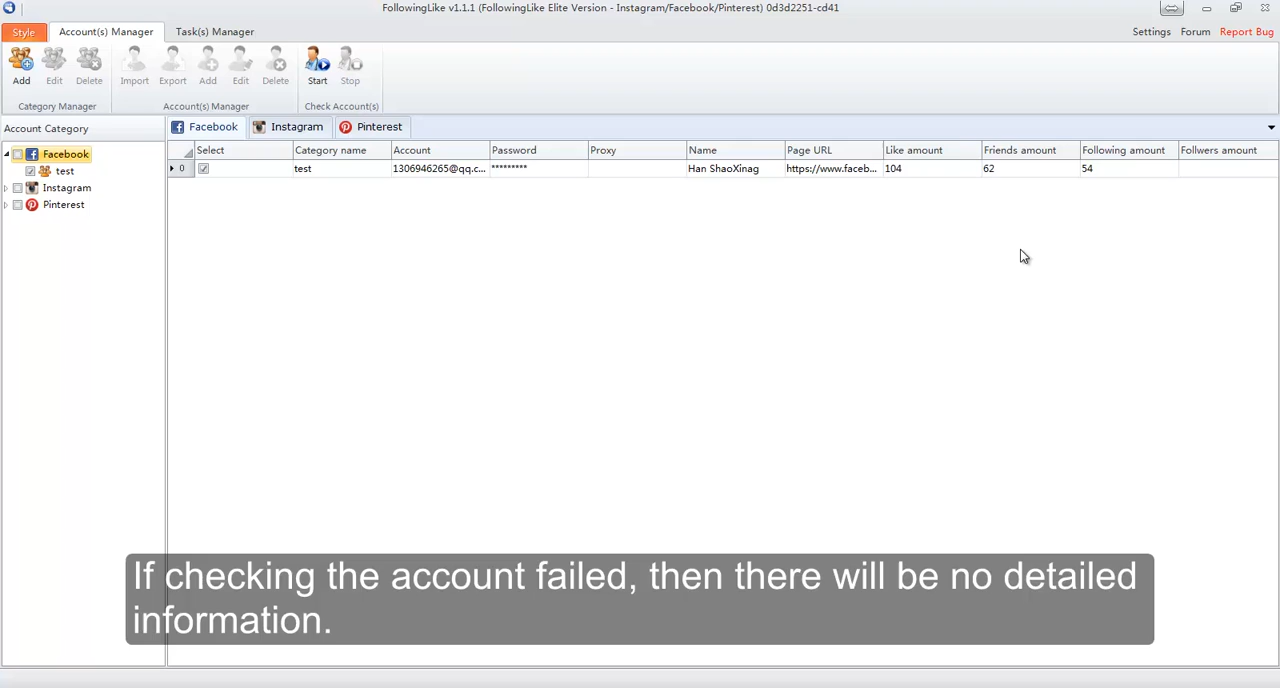 FollowingLike v1.1.1 (FollowingLike Elite Version - Instagram/Facebook/Pinterest) 0d3d2251-cd41
Style Account(s) Manager Task(s) Manager Settings Forum Report Bug
Add Edit Delete Import Export Add Edit Delete Start Stop
Category Manager Account(s) Manager Check Account(s)
Account Category Facebook Instagram Pinterest
Select Category name Account Password Proxy Name Page URL Like amount Friends amount Following amount Follwers amount
Facebook
0 test 1306946265@qq.c... ********* Han ShaoXinag https://www.faceb... 104 62 54
test
Instagram
Pinterest
If checking the account failed, then there will be no detailed
information.